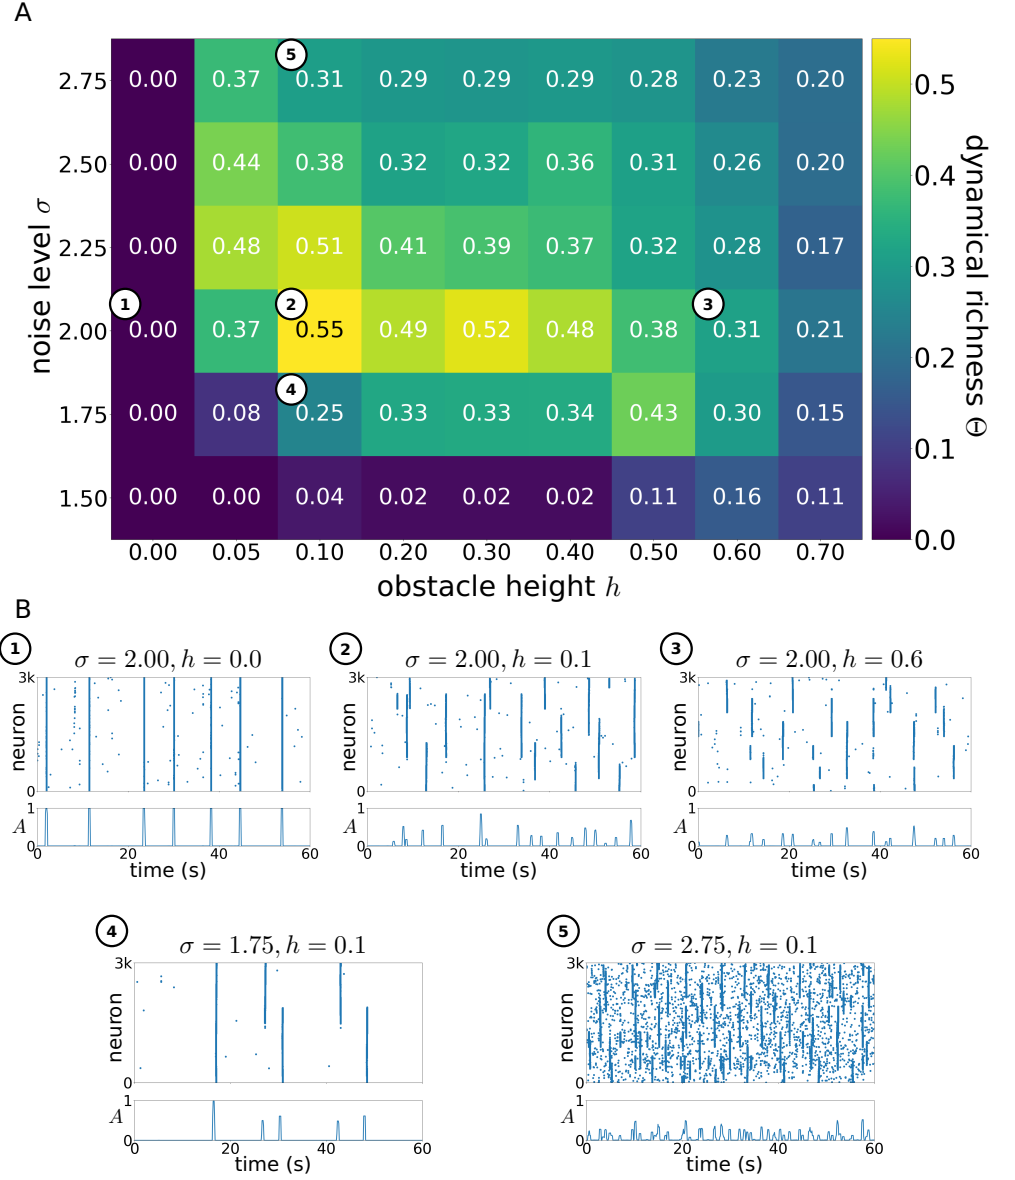 A
2.75 0.00 0.37 0.31 0.29 0.29 0.29 0.28 0.23 0.20
5
2.50 0.00 0.44 0.38 0.32 0.32 0.36 0.31 0.26 0.20
2.25 0.00 0.48 0.51 0.41 0.39 0.37 0.32 0.28 0.17
1 2 3
2.00 0.00 0.37 0.55 0.49 0.52 0.48 0.38 0.31 0.21
4
1.75 0.00 0.08 0.25 0.33 0.33 0.34 0.43 0.30 0.15
1.50 0.00 0.00 0.04 0.02 0.02 0.02 0.11 0.16 0.11
0.00 0.05 0.10 0.20 0.30 0.40 0.50 0.60 0.70
noise level σ
obstacle height h
0.5
0.4
0.3
0.2
0.1
0.0
dynamical richness Θ
B
1
σ = 2.00, h = 0.0
3k
neuron
0
1
A
0
0 20 40 60
time (s)
2
σ = 2.00, h = 0.1
3k
neuron
0
1
A
0
0 20 40 60
time (s)
3
σ = 2.00, h = 0.6
3k
neuron
0
1
A
0
0 20 40 60
time (s)
4
σ = 1.75, h = 0.1
3k
neuron
0
1
A
0
0 20 40 60
time (s)
5
σ = 2.75, h = 0.1
3k
neuron
0
1
A
0
0 20 40 60
time (s)